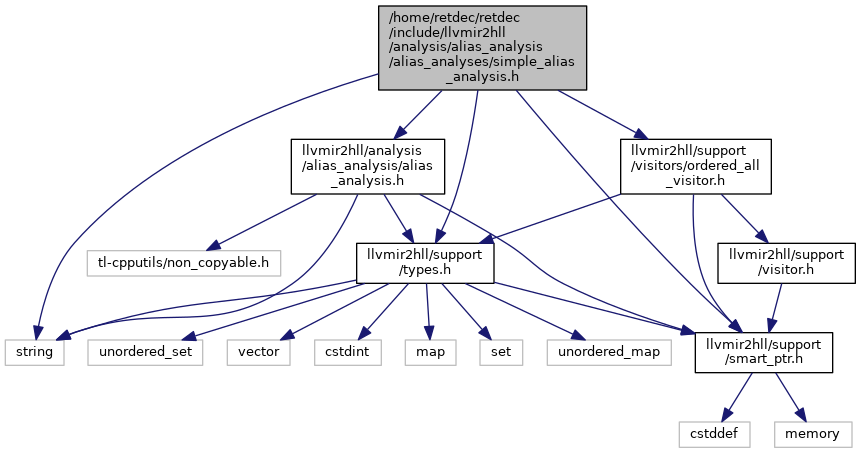 /home/retdec/retdec
/include/llvmir2hll
/analysis/alias_analysis
/alias_analyses/simple_alias
_analysis.h
llvmir2hll/analysis
/alias_analysis/alias
_analysis.h
llvmir2hll/support
/visitors/ordered_all
_visitor.h
tl-cpputils/non_copyable.h
llvmir2hll/support
/types.h
llvmir2hll/support
/visitor.h
string
unordered_set
vector
cstdint
map
set
unordered_map
llvmir2hll/support
/smart_ptr.h
cstddef
memory